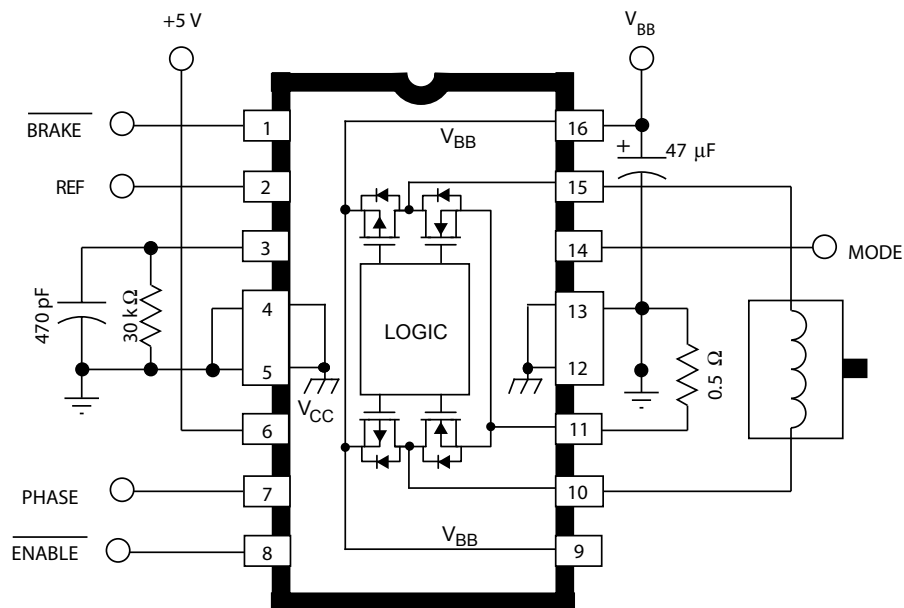 +5 V
V_BB
BRAKE
1
16
V_BB
+
47 µF
REF
2
15
3
14
MODE
470 pF
30 kΩ
4
13
LOGIC
5
12
0.5 Ω
V_CC
6
11
PHASE
7
10
ENABLE
8
V_BB
9